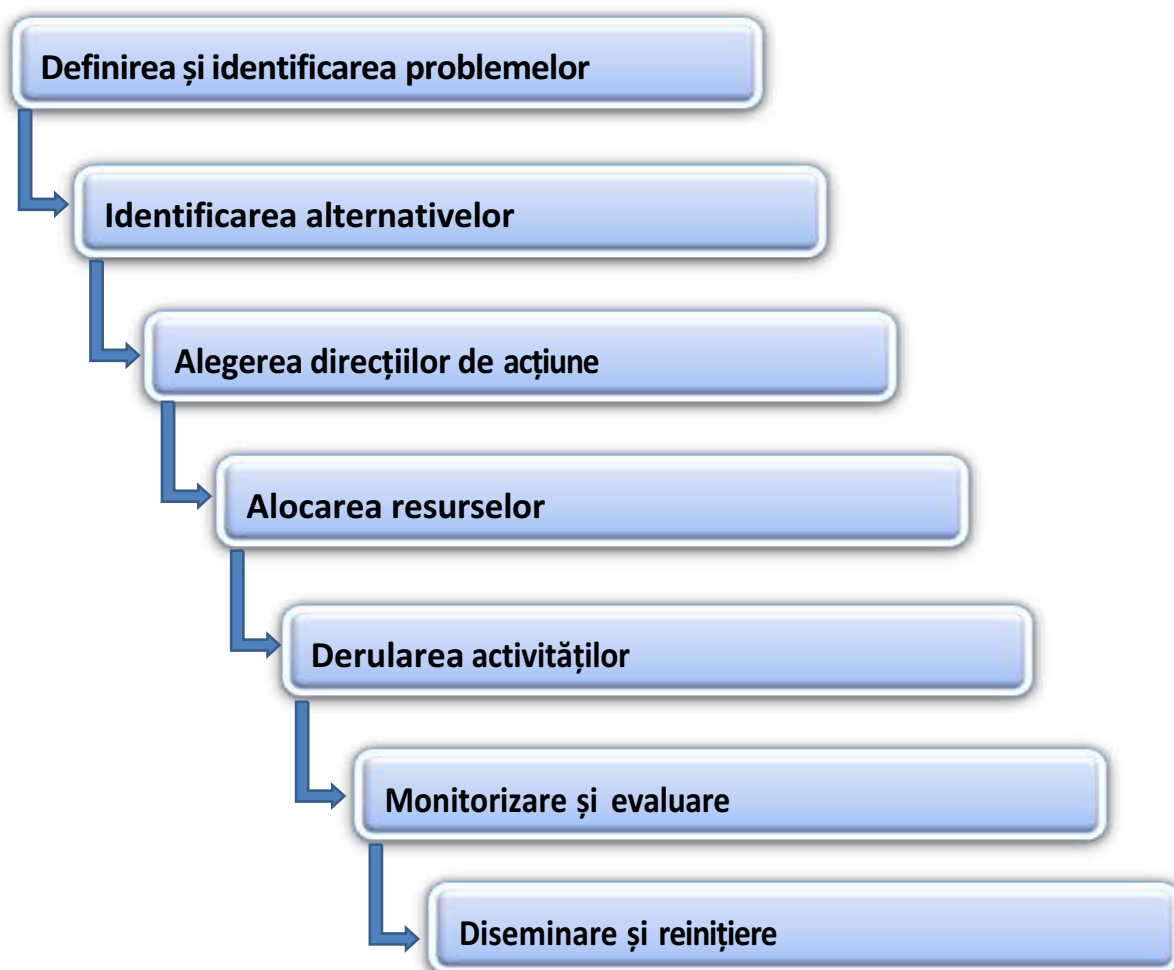 Definirea și identificarea problemelor
Identificarea alternativelor
Alegerea direcțiilor de acțiune
Alocarea resurselor
Derularea activităților
Monitorizare și evaluare
Diseminare și reinițiere